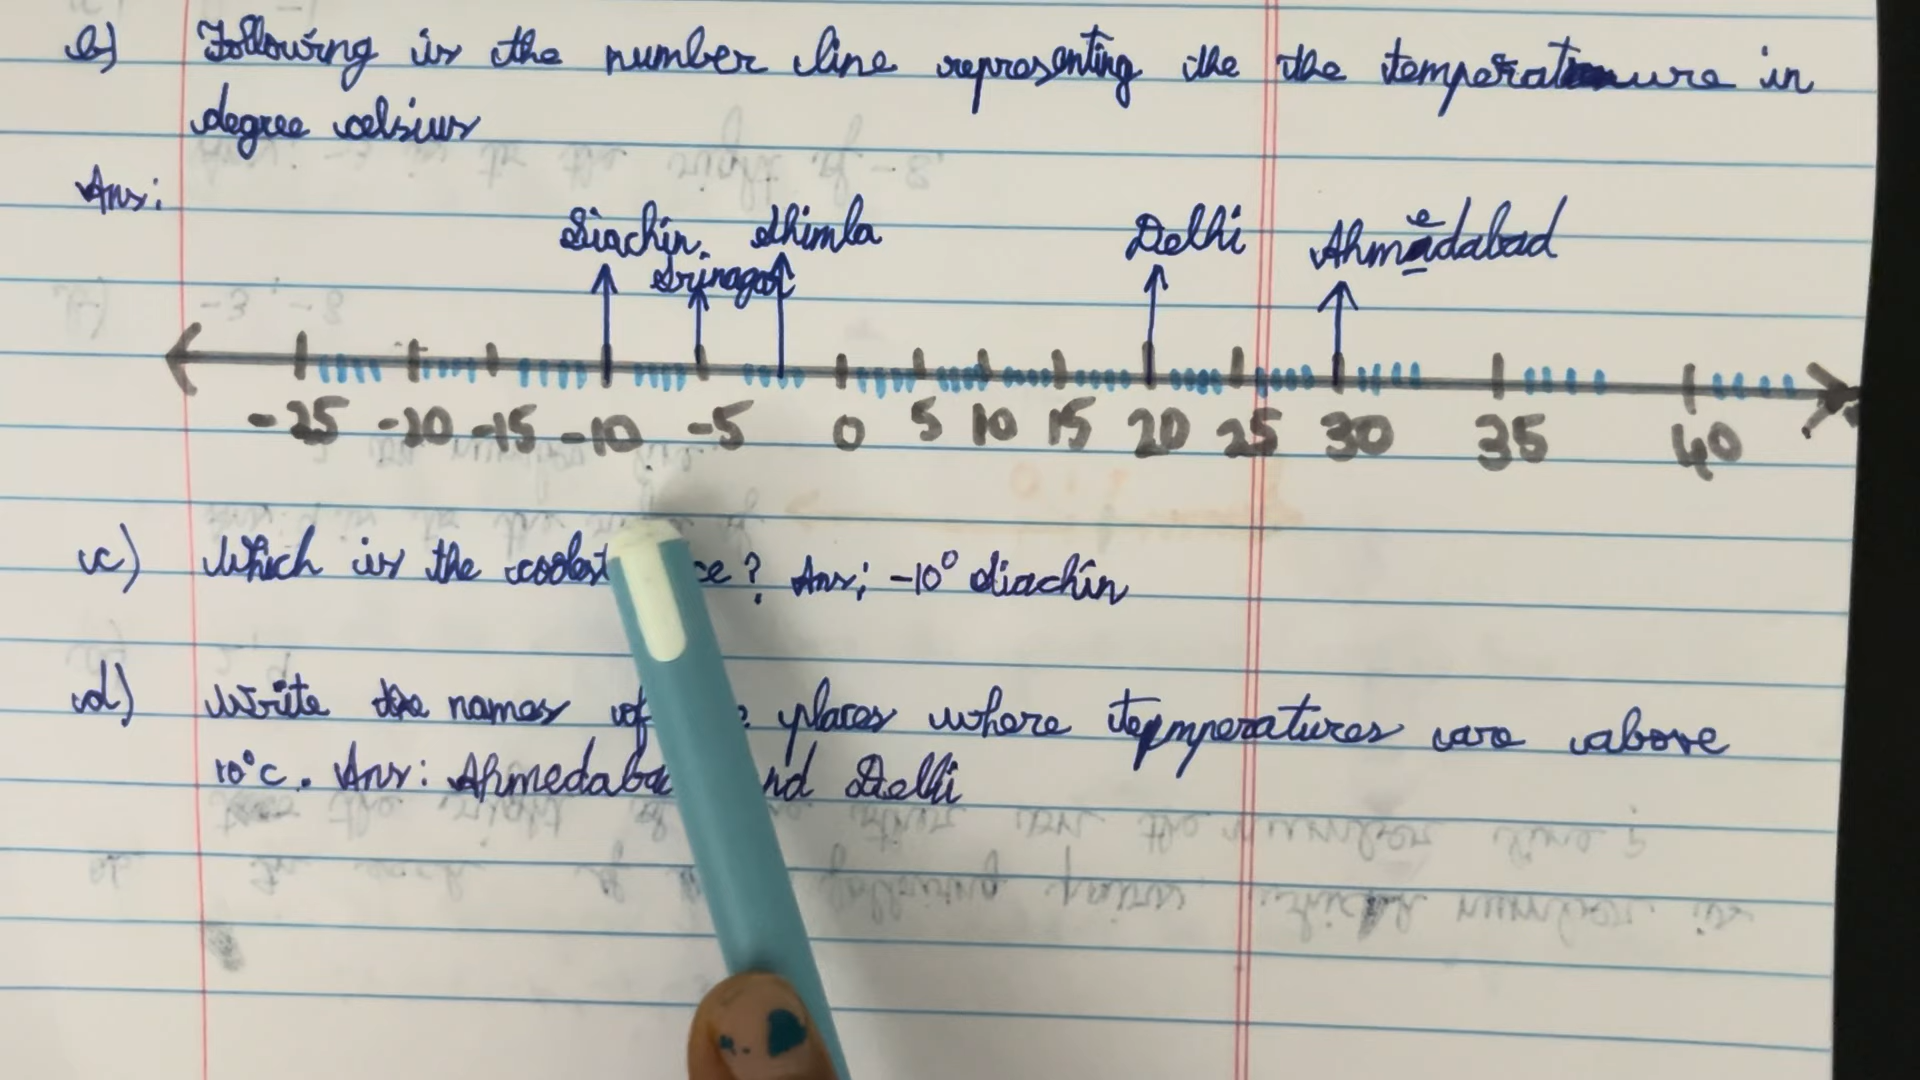 b) Following is the number line representing the the temperature in
degree celsius
Ans:
Siachin Shimla Delhi Ahmedabad
Srinagar
-25 -20 -15 -10 -5 0 5 10 15 20 25 30 35 40
c) Which is the coolest ce? Ans: -10° Siachin
d) Write the names of places where tepmperatures are above
10°c. Ans: Ahmedaba nd Delhi